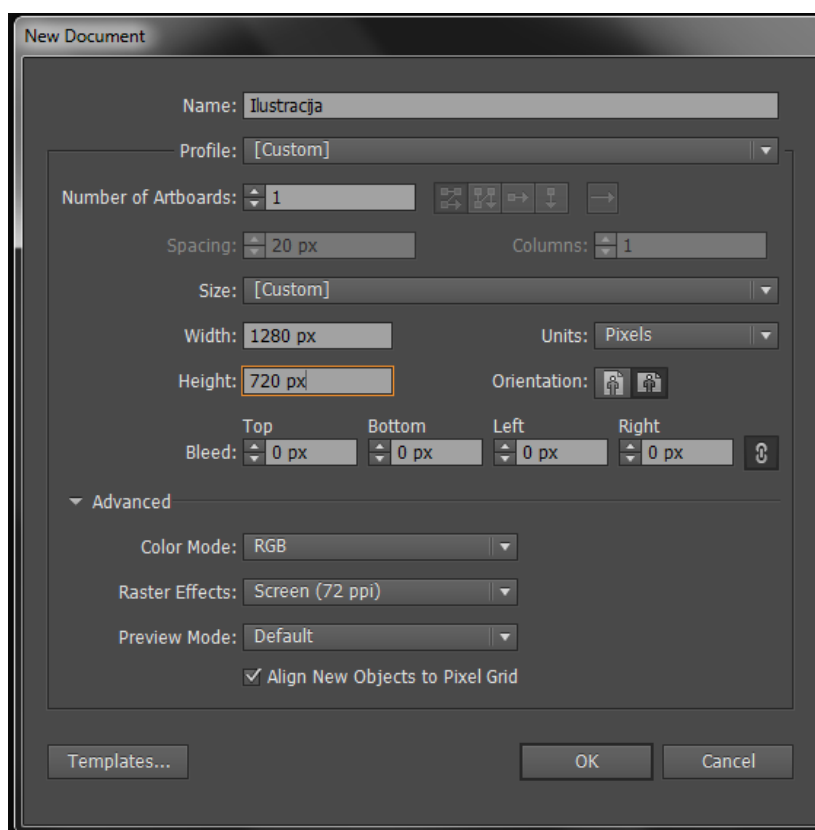 New Document
Name: Ilustracija
Profile: [Custom]
Number of Artboards: 1
Spacing: 20 px Columns: 1
Size: [Custom]
Width: 1280 px Units: Pixels
Height: 720 px Orientation:
Top Bottom Left Right
Bleed: 0 px 0 px 0 px 0 px
Advanced
Color Mode: RGB
Raster Effects: Screen (72 ppi)
Preview Mode: Default
Align New Objects to Pixel Grid
Templates... OK Cancel